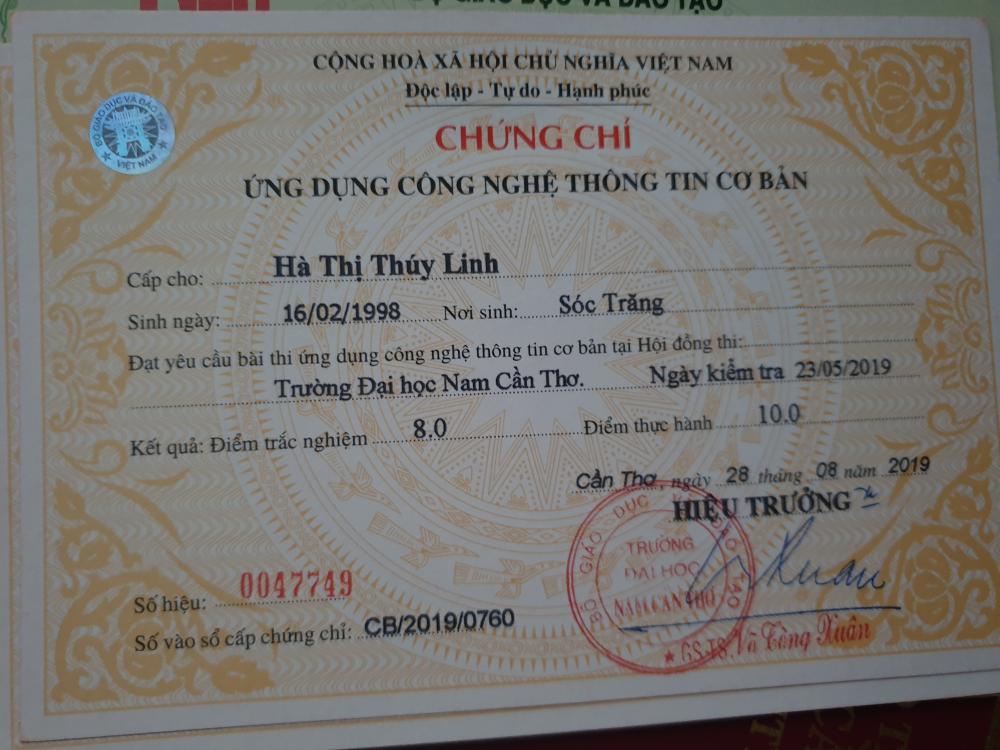 BỘ GIÁO DỤC VÀ ĐÀO TẠO
CỘNG HOÀ XÃ HỘI CHỦ NGHĨA VIỆT NAM
Độc lập - Tự do - Hạnh phúc
BỘ GIÁO DỤC VÀ ĐÀO TẠO
VIỆT NAM
CHỨNG CHỈ
ỨNG DỤNG CÔNG NGHỆ THÔNG TIN CƠ BẢN
Cấp cho: Hà Thị Thúy Linh
Sinh ngày: 16/02/1998 Nơi sinh: Sóc Trăng
Đạt yêu cầu bài thi ứng dụng công nghệ thông tin cơ bản tại Hội đồng thi:
Trường Đại học Nam Cần Thơ. Ngày kiểm tra 23/05/2019
Kết quả: Điểm trắc nghiệm 8.0 Điểm thực hành 10.0
Cần Thơ, ngày 28 tháng 08 năm 2019
HIỆU TRƯỞNG
BỘ GIÁO DỤC VÀ ĐÀO TẠO
TRƯỜNG
ĐẠI HỌC
NAM CẦN THƠ
Xuan
GS.TS. Võ Tòng Xuân
Số hiệu: 0047749
Số vào sổ cấp chứng chỉ: CB/2019/0760